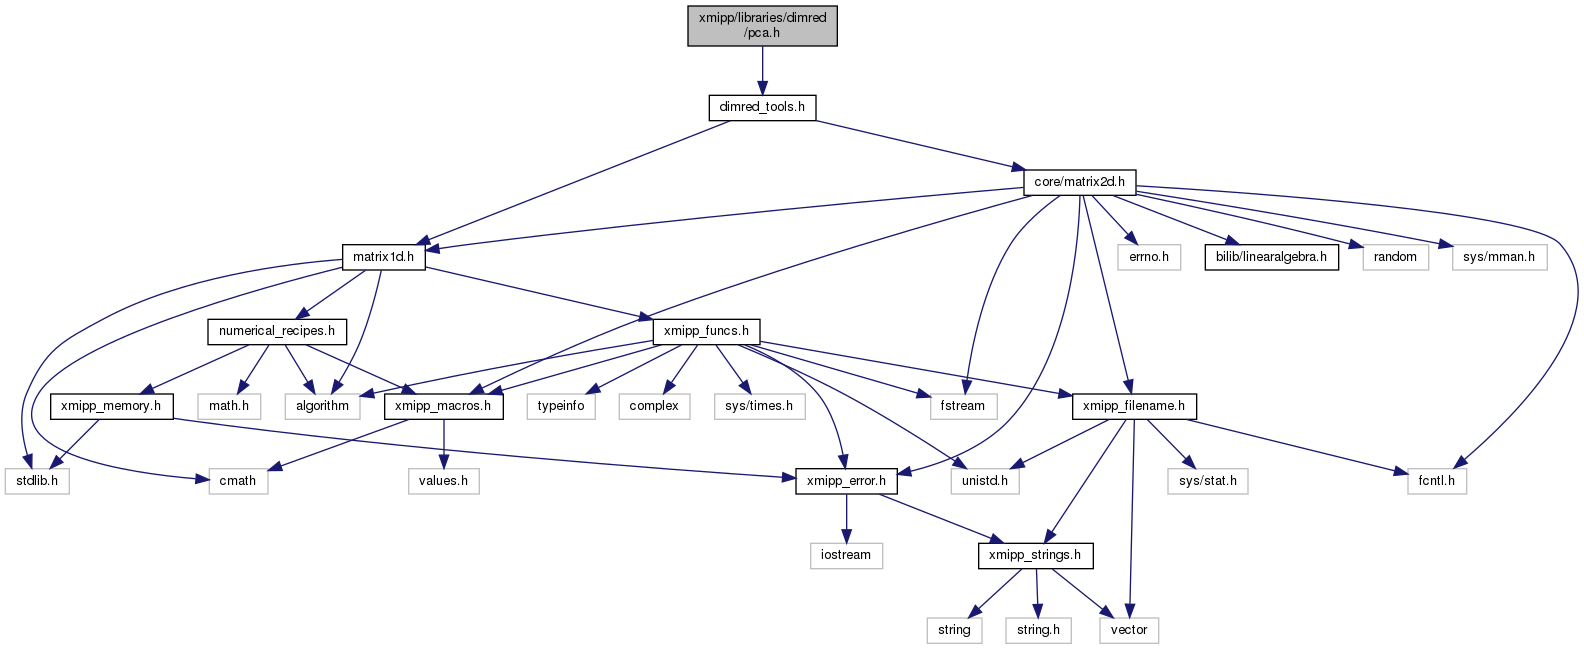 xmipp/libraries/dimred
/pca.h
dimred_tools.h
core/matrix2d.h
matrix1d.h
errno.h
bilib/linearalgebra.h
random
sys/mman.h
numerical_recipes.h
xmipp_funcs.h
xmipp_memory.h
math.h
algorithm
xmipp_macros.h
typeinfo
complex
sys/times.h
fstream
xmipp_filename.h
stdlib.h
cmath
values.h
xmipp_error.h
unistd.h
sys/stat.h
fcntl.h
iostream
xmipp_strings.h
string
string.h
vector